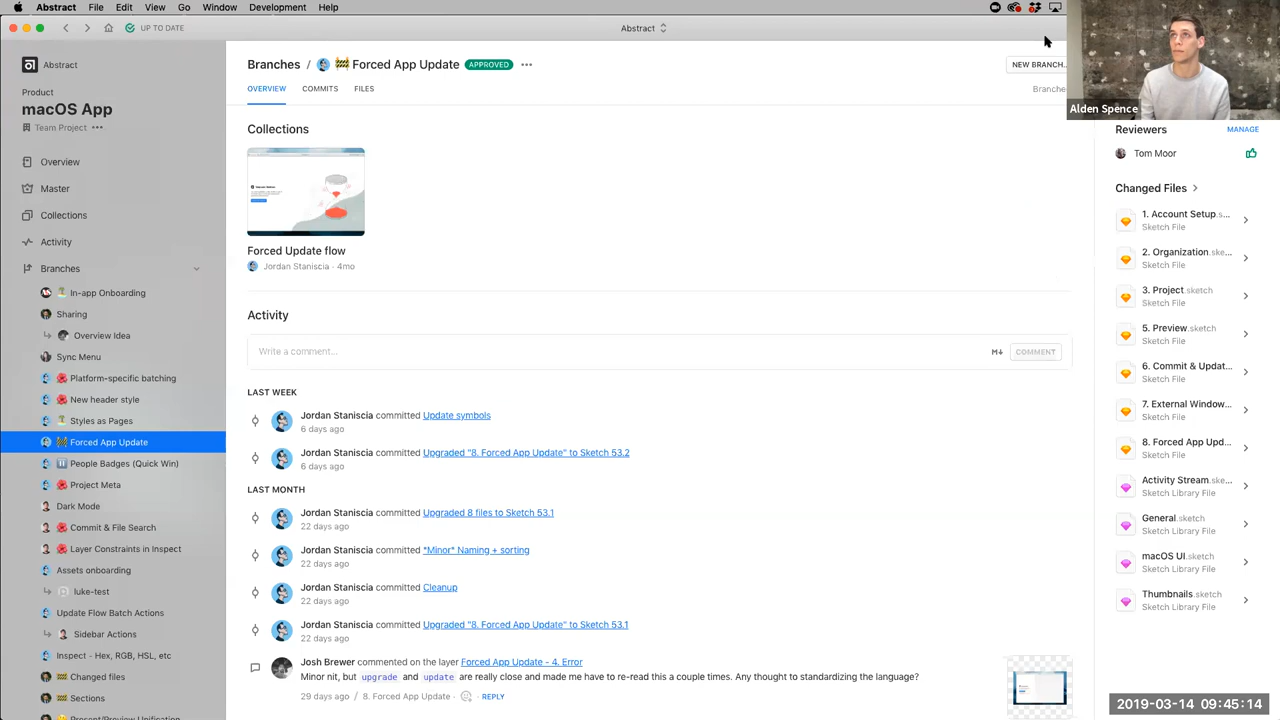 Abstract File Edit View Go Window Development Help
UP TO DATE
Abstract
Abstract
Product
macOS App
Team Project
Overview
Master
Collections
Activity
Branches
In-app Onboarding
Sharing
Overview Idea
Sync Menu
Platform-specific batching
New header style
Styles as Pages
Forced App Update
People Badges (Quick Win)
Project Meta
Dark Mode
Commit & File Search
Layer Constraints in Inspect
Assets onboarding
luke-test
Update Flow Batch Actions
Sidebar Actions
Inspect - Hex, RGB, HSL, etc
Changed files
Sections
Present/Preview Unification
Branches / 🚧 Forced App Update APPROVED
NEW BRANCH...
OVERVIEW COMMITS FILES
Branche
Collections
Forced Update flow
Jordan Staniscia · 4mo
Activity
Write a comment...
M↓ COMMENT
LAST WEEK
Jordan Staniscia committed Update symbols
6 days ago
Jordan Staniscia committed Upgraded "8. Forced App Update" to Sketch 53.2
6 days ago
LAST MONTH
Jordan Staniscia committed Upgraded 8 files to Sketch 53.1
22 days ago
Jordan Staniscia committed *Minor* Naming + sorting
22 days ago
Jordan Staniscia committed Cleanup
22 days ago
Jordan Staniscia committed Upgraded "8. Forced App Update" to Sketch 53.1
22 days ago
Josh Brewer commented on the layer Forced App Update - 4. Error
Minor nit, but upgrade and update are really close and made me have to re-read this a couple times. Any thought to standardizing the language?
29 days ago / 8. Forced App Update REPLY
Alden Spence
Reviewers MANAGE
Tom Moor
Changed Files
1. Account Setup.s...
Sketch File
2. Organization.ske...
Sketch File
3. Project.sketch
Sketch File
5. Preview.sketch
Sketch File
6. Commit & Updat...
Sketch File
7. External Window...
Sketch File
8. Forced App Upd...
Sketch File
Activity Stream.ske...
Sketch Library File
General.sketch
Sketch Library File
macOS UI.sketch
Sketch Library File
Thumbnails.sketch
Sketch Library File
2019-03-14 09:45:14